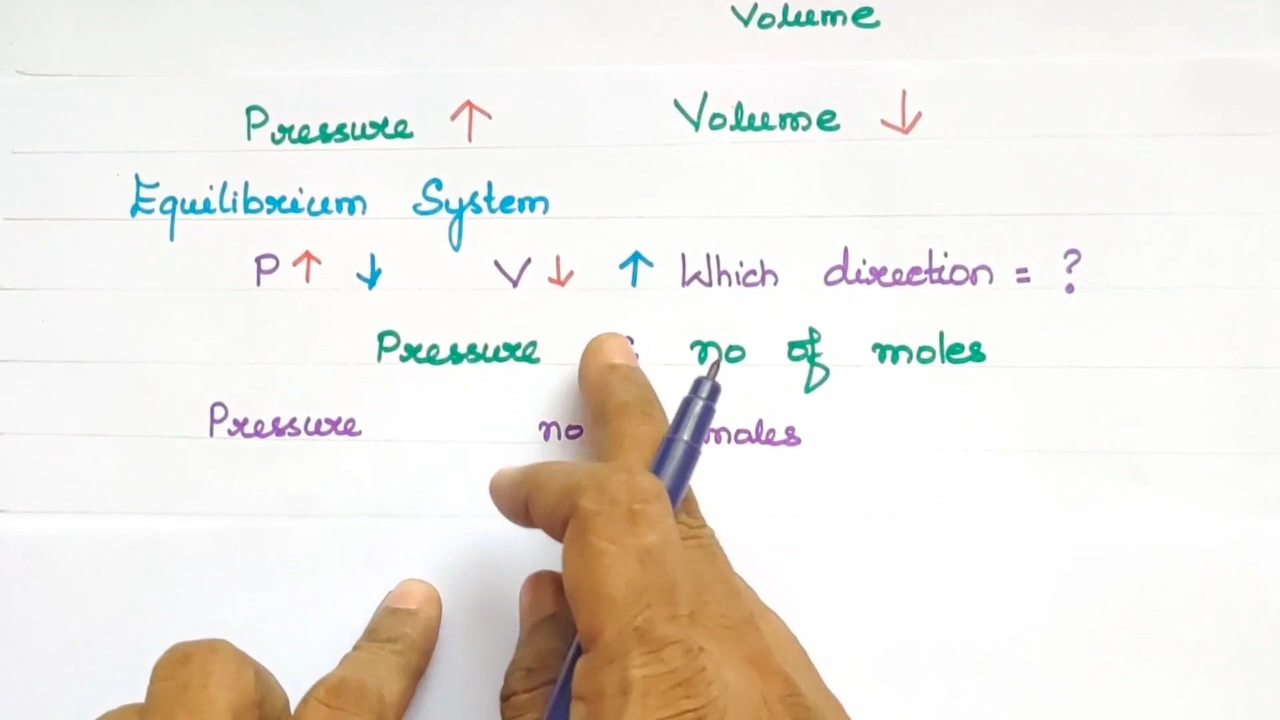 Volume
Pressure ↑ Volume ↓
Equilibrium System
P ↑ ↓ V ↓ ↑ Which direction = ?
Pressure no of moles
Pressure no moles